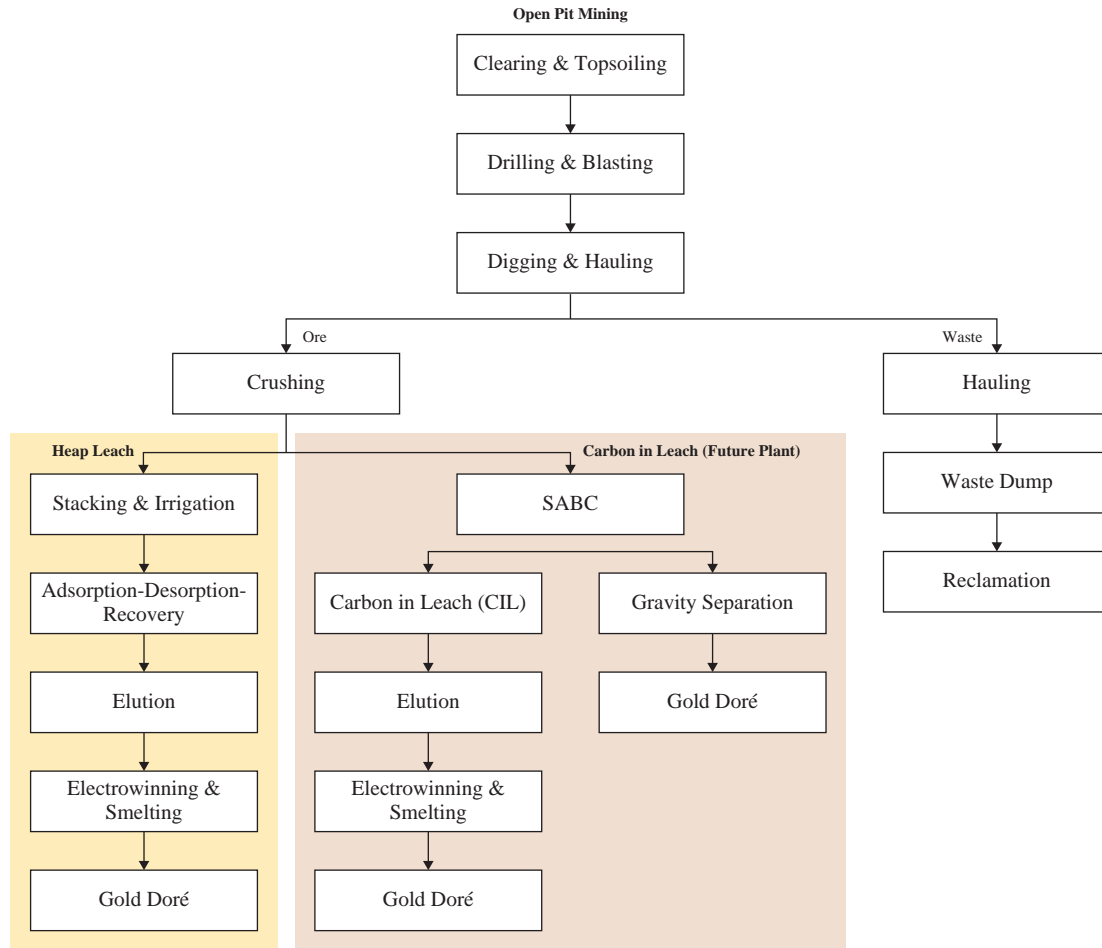 Open Pit Mining
Clearing & Topsoiling
Drilling & Blasting
Digging & Hauling
Ore
Waste
Crushing
Hauling
Heap Leach
Carbon in Leach (Future Plant)
Stacking & Irrigation
SABC
Waste Dump
Adsorption-Desorption-
Recovery
Carbon in Leach (CIL)
Gravity Separation
Reclamation
Elution
Elution
Gold Doré
Electrowinning &
Smelting
Electrowinning &
Smelting
Gold Doré
Gold Doré